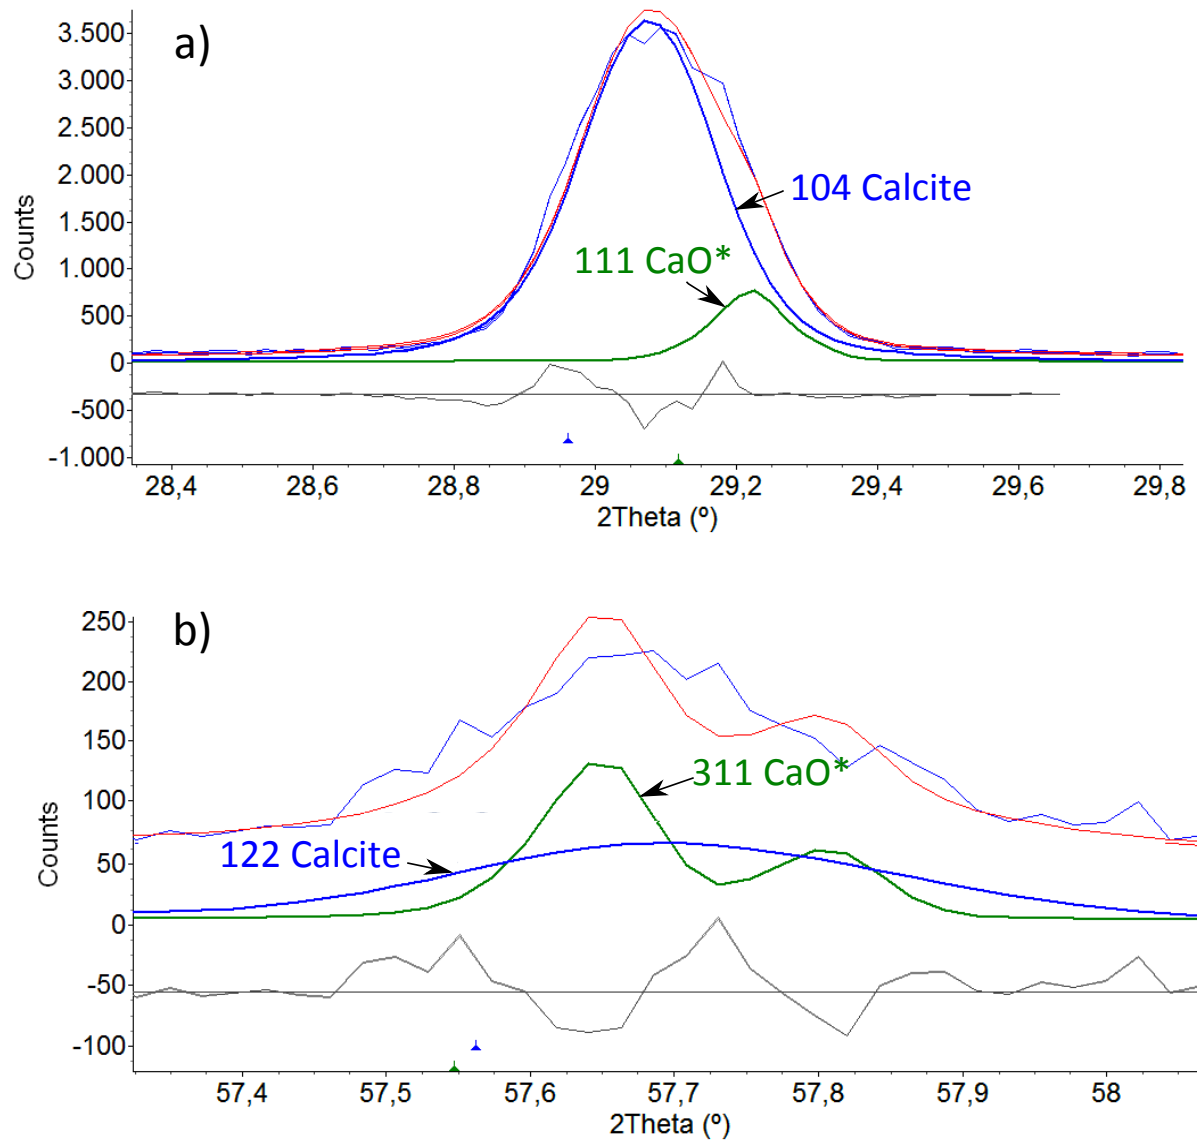 a)
3.500
3.000
2.500
2.000
1.500
1.000
500
0
-500
-1.000
Counts
104 Calcite
111 CaO*
28,4 28,6 28,8 29 29,2 29,4 29,6 29,8
2Theta (º)
b)
250
200
150
100
50
0
-50
-100
Counts
311 CaO*
122 Calcite
57,4 57,5 57,6 57,7 57,8 57,9 58
2Theta (º)